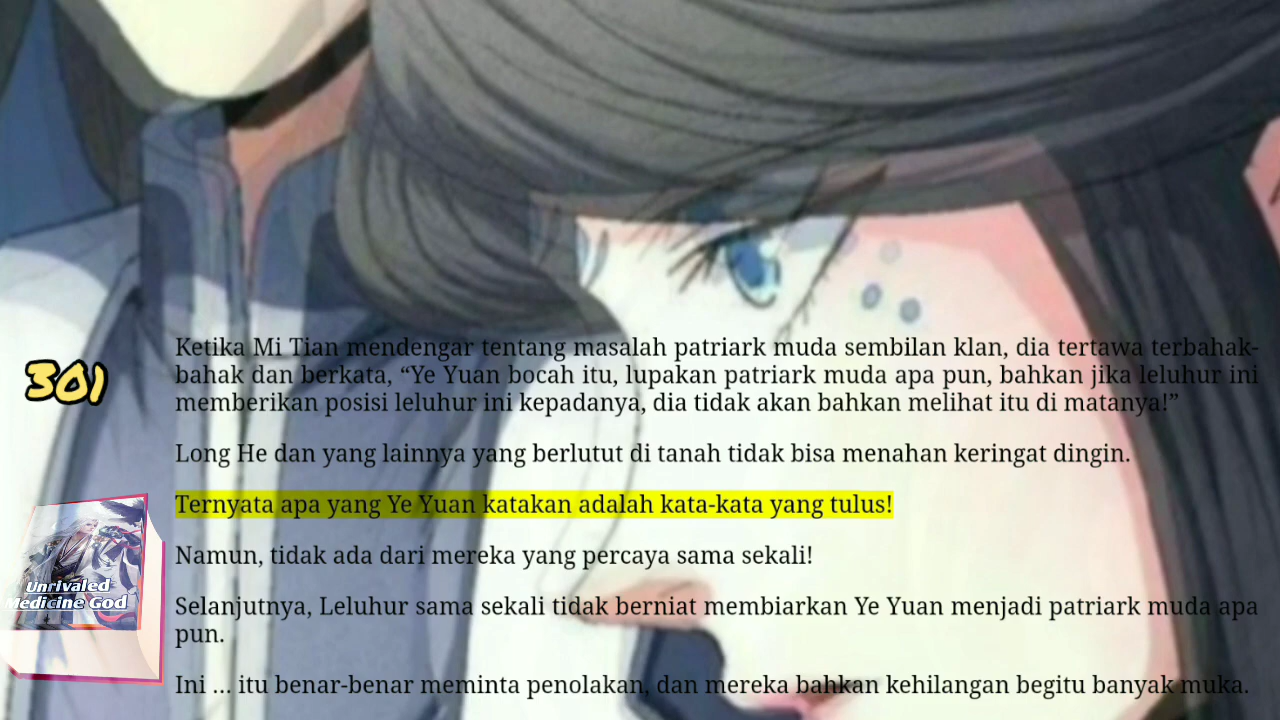 Ketika Mi Tian mendengar tentang masalah patriark muda sembilan klan, dia tertawa terbahak-
bahak dan berkata, “Ye Yuan bocah itu, lupakan patriark muda apa pun, bahkan jika leluhur ini
memberikan posisi leluhur ini kepadanya, dia tidak akan bahkan melihat itu di matanya!”
301
Long He dan yang lainnya yang berlutut di tanah tidak bisa menahan keringat dingin.
Ternyata apa yang Ye Yuan katakan adalah kata-kata yang tulus!
Namun, tidak ada dari mereka yang percaya sama sekali!
Unrivaled
Medicine God
Selanjutnya, Leluhur sama sekali tidak berniat membiarkan Ye Yuan menjadi patriark muda apa
pun.
Ini ... itu benar-benar meminta penolakan, dan mereka bahkan kehilangan begitu banyak muka.